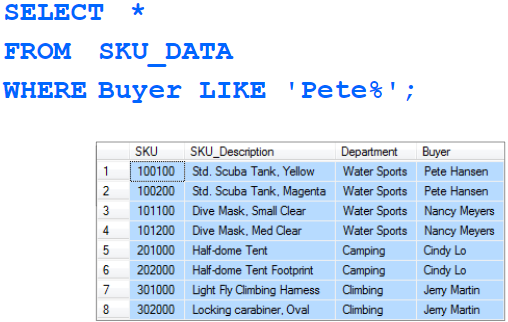 SELECT *
FROM SKU_DATA
WHERE Buyer LIKE 'Pete%';
SKU SKU_Description Department Buyer
1 100100 Std. Scuba Tank, Yellow Water Sports Pete Hansen
2 100200 Std. Scuba Tank, Magenta Water Sports Pete Hansen
3 101100 Dive Mask, Small Clear Water Sports Nancy Meyers
4 101200 Dive Mask, Med Clear Water Sports Nancy Meyers
5 201000 Half-dome Tent Camping Cindy Lo
6 202000 Half-dome Tent Footprint Camping Cindy Lo
7 301000 Light Fly Climbing Harness Climbing Jerry Martin
8 302000 Locking carabiner, Oval Climbing Jerry Martin